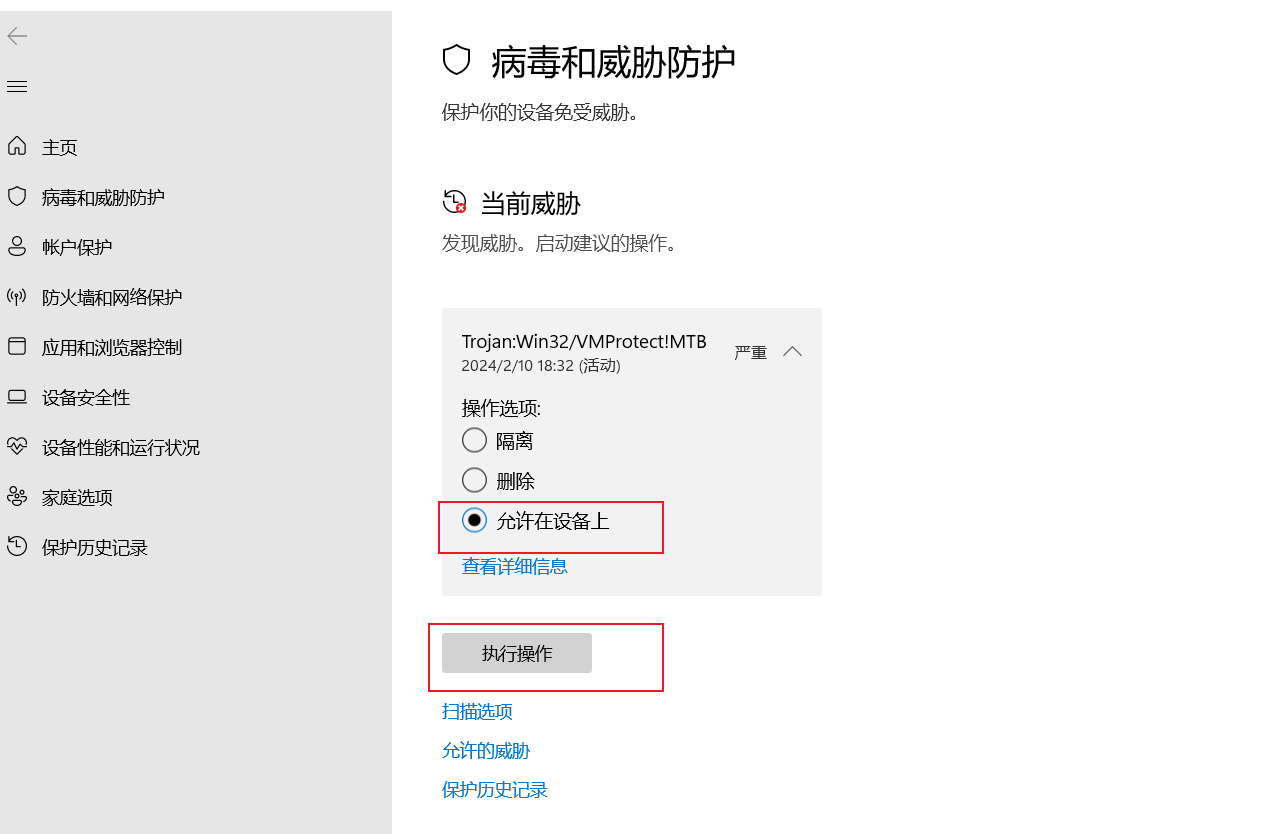 病毒和威胁防护
保护你的设备免受威胁。
主页
病毒和威胁防护
帐户保护
防火墙和网络保护
应用和浏览器控制
设备安全性
设备性能和运行状况
家庭选项
保护历史记录
当前威胁
发现威胁。启动建议的操作。
Trojan:Win32/VMProtect!MTB
2024/2/10 18:32 (活动)
严重
操作选项:
隔离
删除
允许在设备上
查看详细信息
执行操作
扫描选项
允许的威胁
保护历史记录